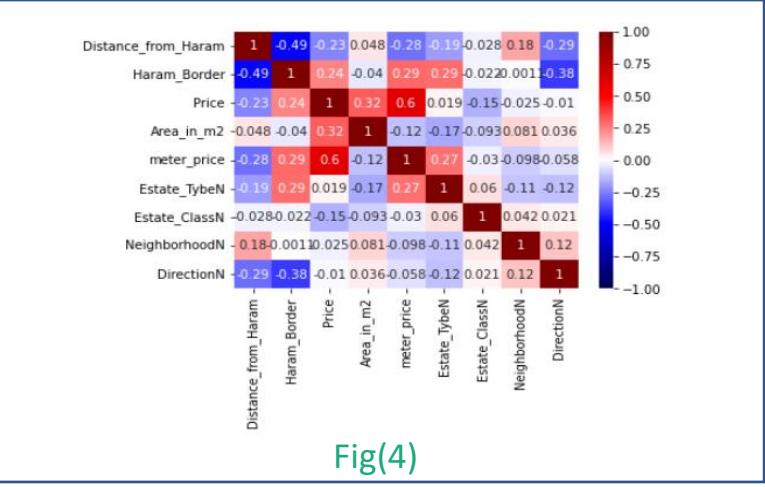 Distance_from_Haram 1 -0.49 -0.23 0.048 -0.28 -0.19 -0.028 0.18 -0.29
Haram_Border -0.49 1 0.24 -0.04 0.29 0.29 -0.022 -0.0011 -0.38
Price -0.23 0.24 1 0.32 0.6 0.019 -0.15 -0.025 -0.01
Area_in_m2 0.048 -0.04 0.32 1 -0.12 -0.17 -0.093 0.081 0.036
meter_price -0.28 0.29 0.6 -0.12 1 0.27 -0.03 -0.098 -0.058
Estate_TybeN -0.19 0.29 0.019 -0.17 0.27 1 0.06 -0.11 -0.12
Estate_ClassN -0.028 -0.022 -0.15 -0.093 -0.03 0.06 1 0.042 0.021
NeighborhoodN 0.18 -0.0011 -0.025 0.081 -0.098 -0.11 0.042 1 0.12
DirectionN -0.29 -0.38 -0.01 0.036 -0.058 -0.12 0.021 0.12 1
Distance_from_Haram
Haram_Border
Price
Area_in_m2
meter_price
Estate_TybeN
Estate_ClassN
NeighborhoodN
DirectionN
1.00
0.75
0.50
0.25
0.00
−0.25
−0.50
−0.75
−1.00
Fig(4)